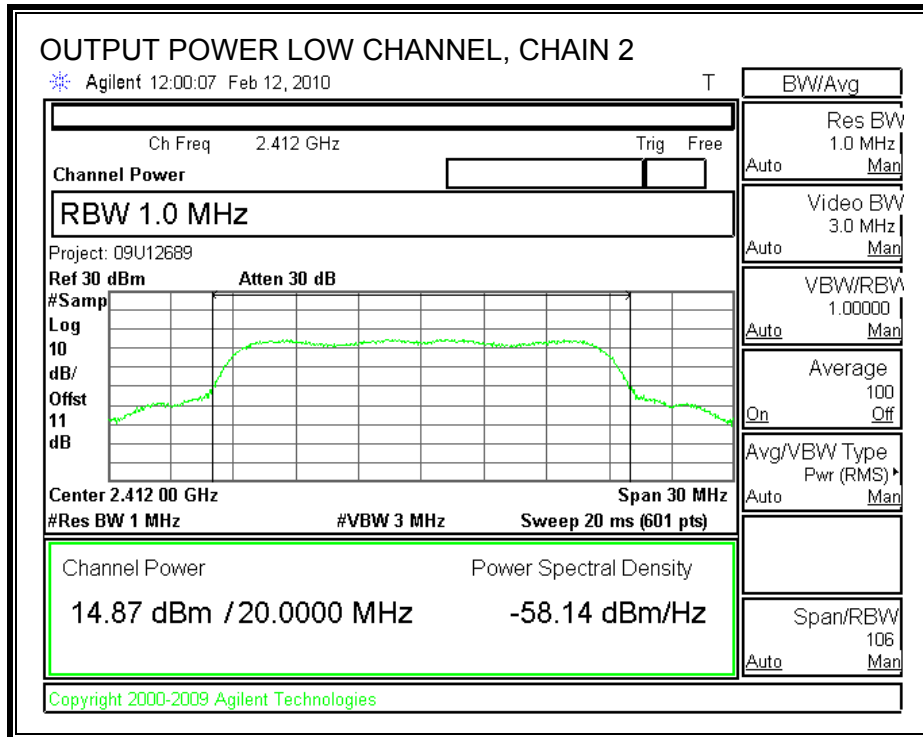 OUTPUT POWER LOW CHANNEL, CHAIN 2
Agilent 12:00:07 Feb 12, 2010 T
Ch Freq 2.412 GHz Trig Free
Channel Power
RBW 1.0 MHz
Project: 09U12689
Ref 30 dBm Atten 30 dB
#Samp
Log
10
dB/
Offst
11
dB
Center 2.412 00 GHz Span 30 MHz
#Res BW 1 MHz #VBW 3 MHz Sweep 20 ms (601 pts)
Channel Power Power Spectral Density
14.87 dBm / 20.0000 MHz -58.14 dBm/Hz
Copyright 2000-2009 Agilent Technologies
BW/Avg
Res BW
1.0 MHz
Auto Man
Video BW
3.0 MHz
Auto Man
VBW/RBW
1.00000
Auto Man
Average
100
On Off
Avg/VBW Type
Pwr (RMS)
Auto Man
Span/RBW
106
Auto Man